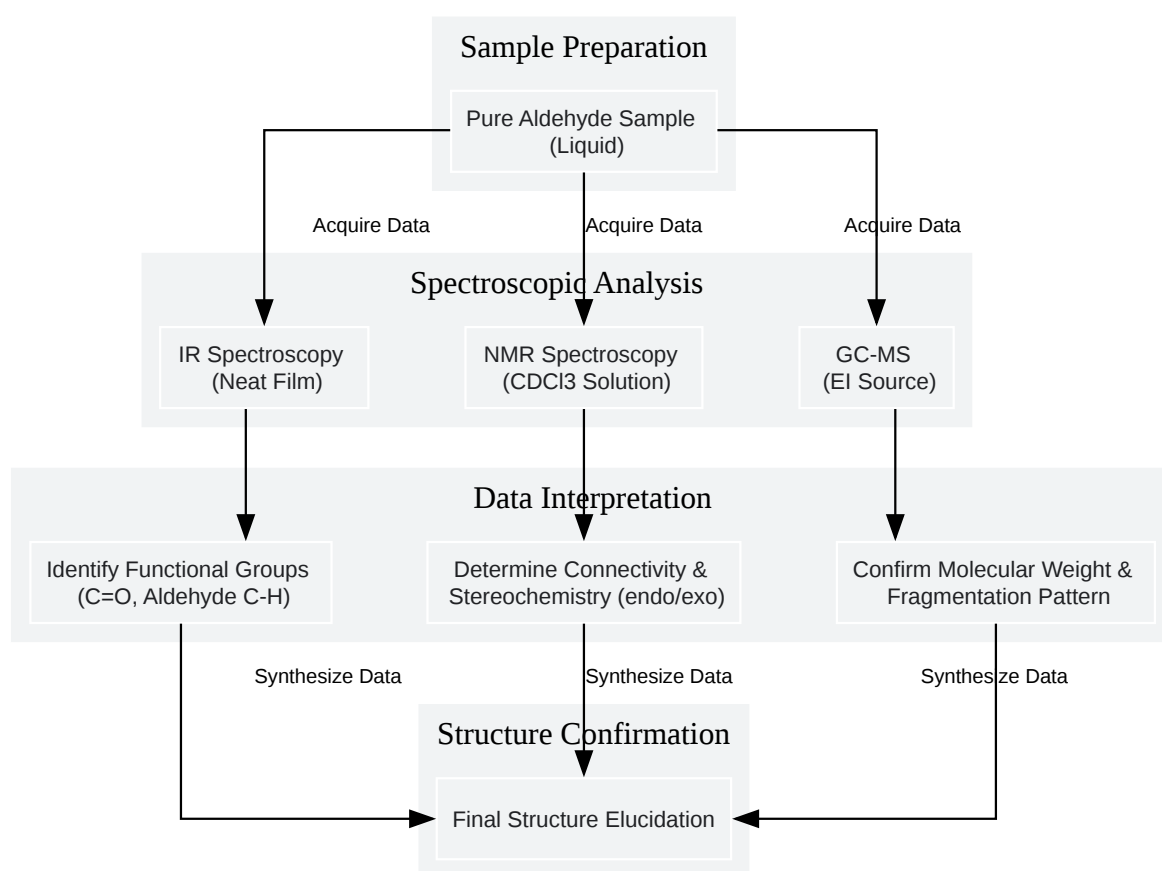 Sample Preparation
Pure Aldehyde Sample
(Liquid)
Acquire Data
Acquire Data
Acquire Data
Spectroscopic Analysis
IR Spectroscopy
(Neat Film)
NMR Spectroscopy
(CDCl3 Solution)
GC-MS
(EI Source)
Data Interpretation
Identify Functional Groups
(C=O, Aldehyde C-H)
Determine Connectivity &
Stereochemistry (endo/exo)
Confirm Molecular Weight &
Fragmentation Pattern
Synthesize Data
Synthesize Data
Synthesize Data
Structure Confirmation
Final Structure Elucidation